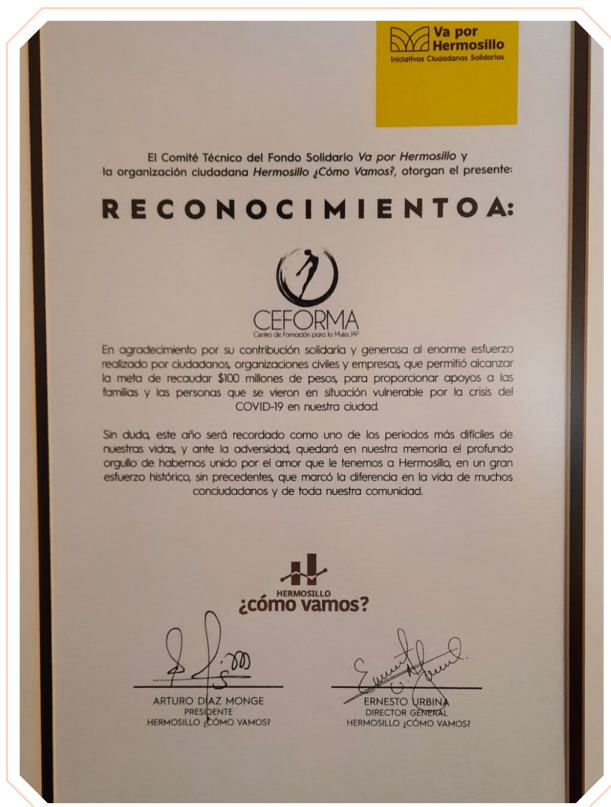 Va por
Hermosillo
Iniciativas Ciudadanas Solidarias
El Comité Técnico del Fondo Solidario Va por Hermosillo y
la organización ciudadana Hermosillo ¿Cómo Vamos?, otorgan el presente:
RECONOCIMIENTO A:
CEFORMA
Centro de Formación para la Mujer, IAP
En agradecimiento por su contribución solidaria y generosa al enorme esfuerzo
realizado por ciudadanos, organizaciones civiles y empresas, que permitió alcanzar
la meta de recaudar $100 millones de pesos, para proporcionar apoyos a las
familias y las personas que se vieron en situación vulnerable por la crisis del
COVID-19 en nuestra ciudad.
Sin duda, este año será recordado como uno de los periodos más difíciles de
nuestras vidas, y ante la adversidad, quedará en nuestra memoria el profundo
orgullo de habernos unido por el amor que le tenemos a Hermosillo, en un gran
esfuerzo histórico, sin precedentes, que marcó la diferencia en la vida de muchos
conciudadanos y de toda nuestra comunidad.
HERMOSILLO
¿cómo vamos?
ARTURO DIAZ MONGE
PRESIDENTE
HERMOSILLO ¿CÓMO VAMOS?
ERNESTO URBINA
DIRECTOR GENERAL
HERMOSILLO ¿CÓMO VAMOS?